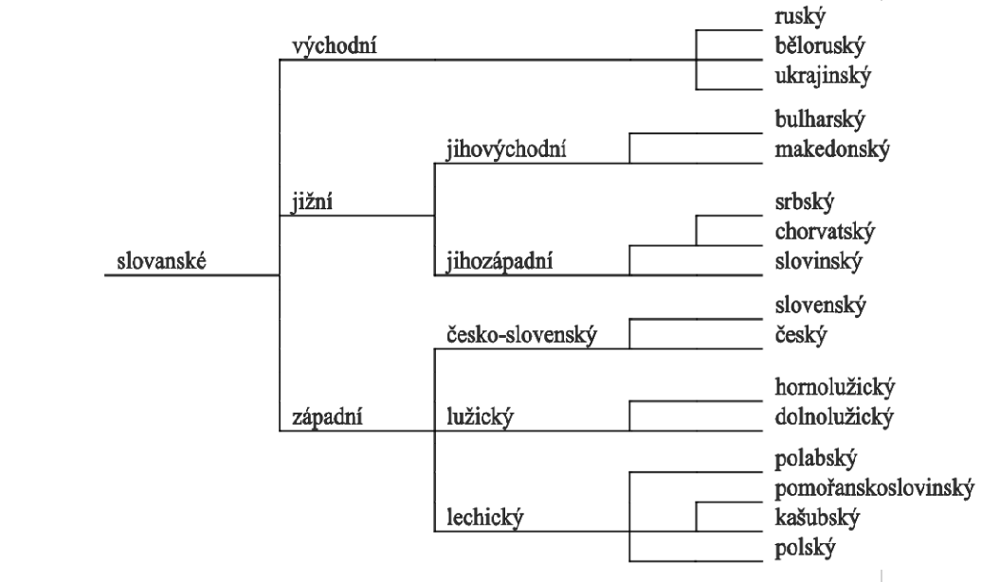 ruský
východní
běloruský
ukrajinský
bulharský
jihovýchodní
makedonský
jižní
srbský
chorvatský
slovanské
jihozápadní
slovinský
slovenský
česko-slovenský
český
hornolužický
západní
lužický
dolnolužický
polabský
pomořanskoslovinský
lechický
kašubský
polský